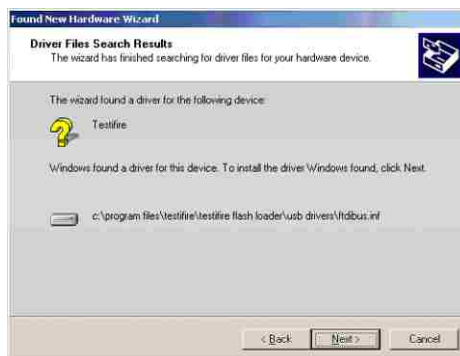 Found New Hardware Wizard
Driver Files Search Results
The wizard has finished searching for driver files for your hardware device.
The wizard found a driver for the following device:
Testifire
Windows found a driver for this device. To install the driver Windows found, click Next.
c:\program files\testifire\testifire flash loader\usb drivers\ftdibus.inf
< Back
Next >
Cancel